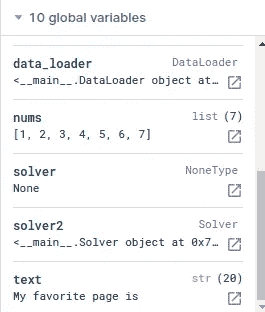 10 global variables
data_loader DataLoader
<__main__.DataLoader object at…
nums list (7)
[1, 2, 3, 4, 5, 6, 7]
solver NoneType
None
solver2 Solver
<__main__.Solver object at 0x7…
text str (20)
My favorite page is